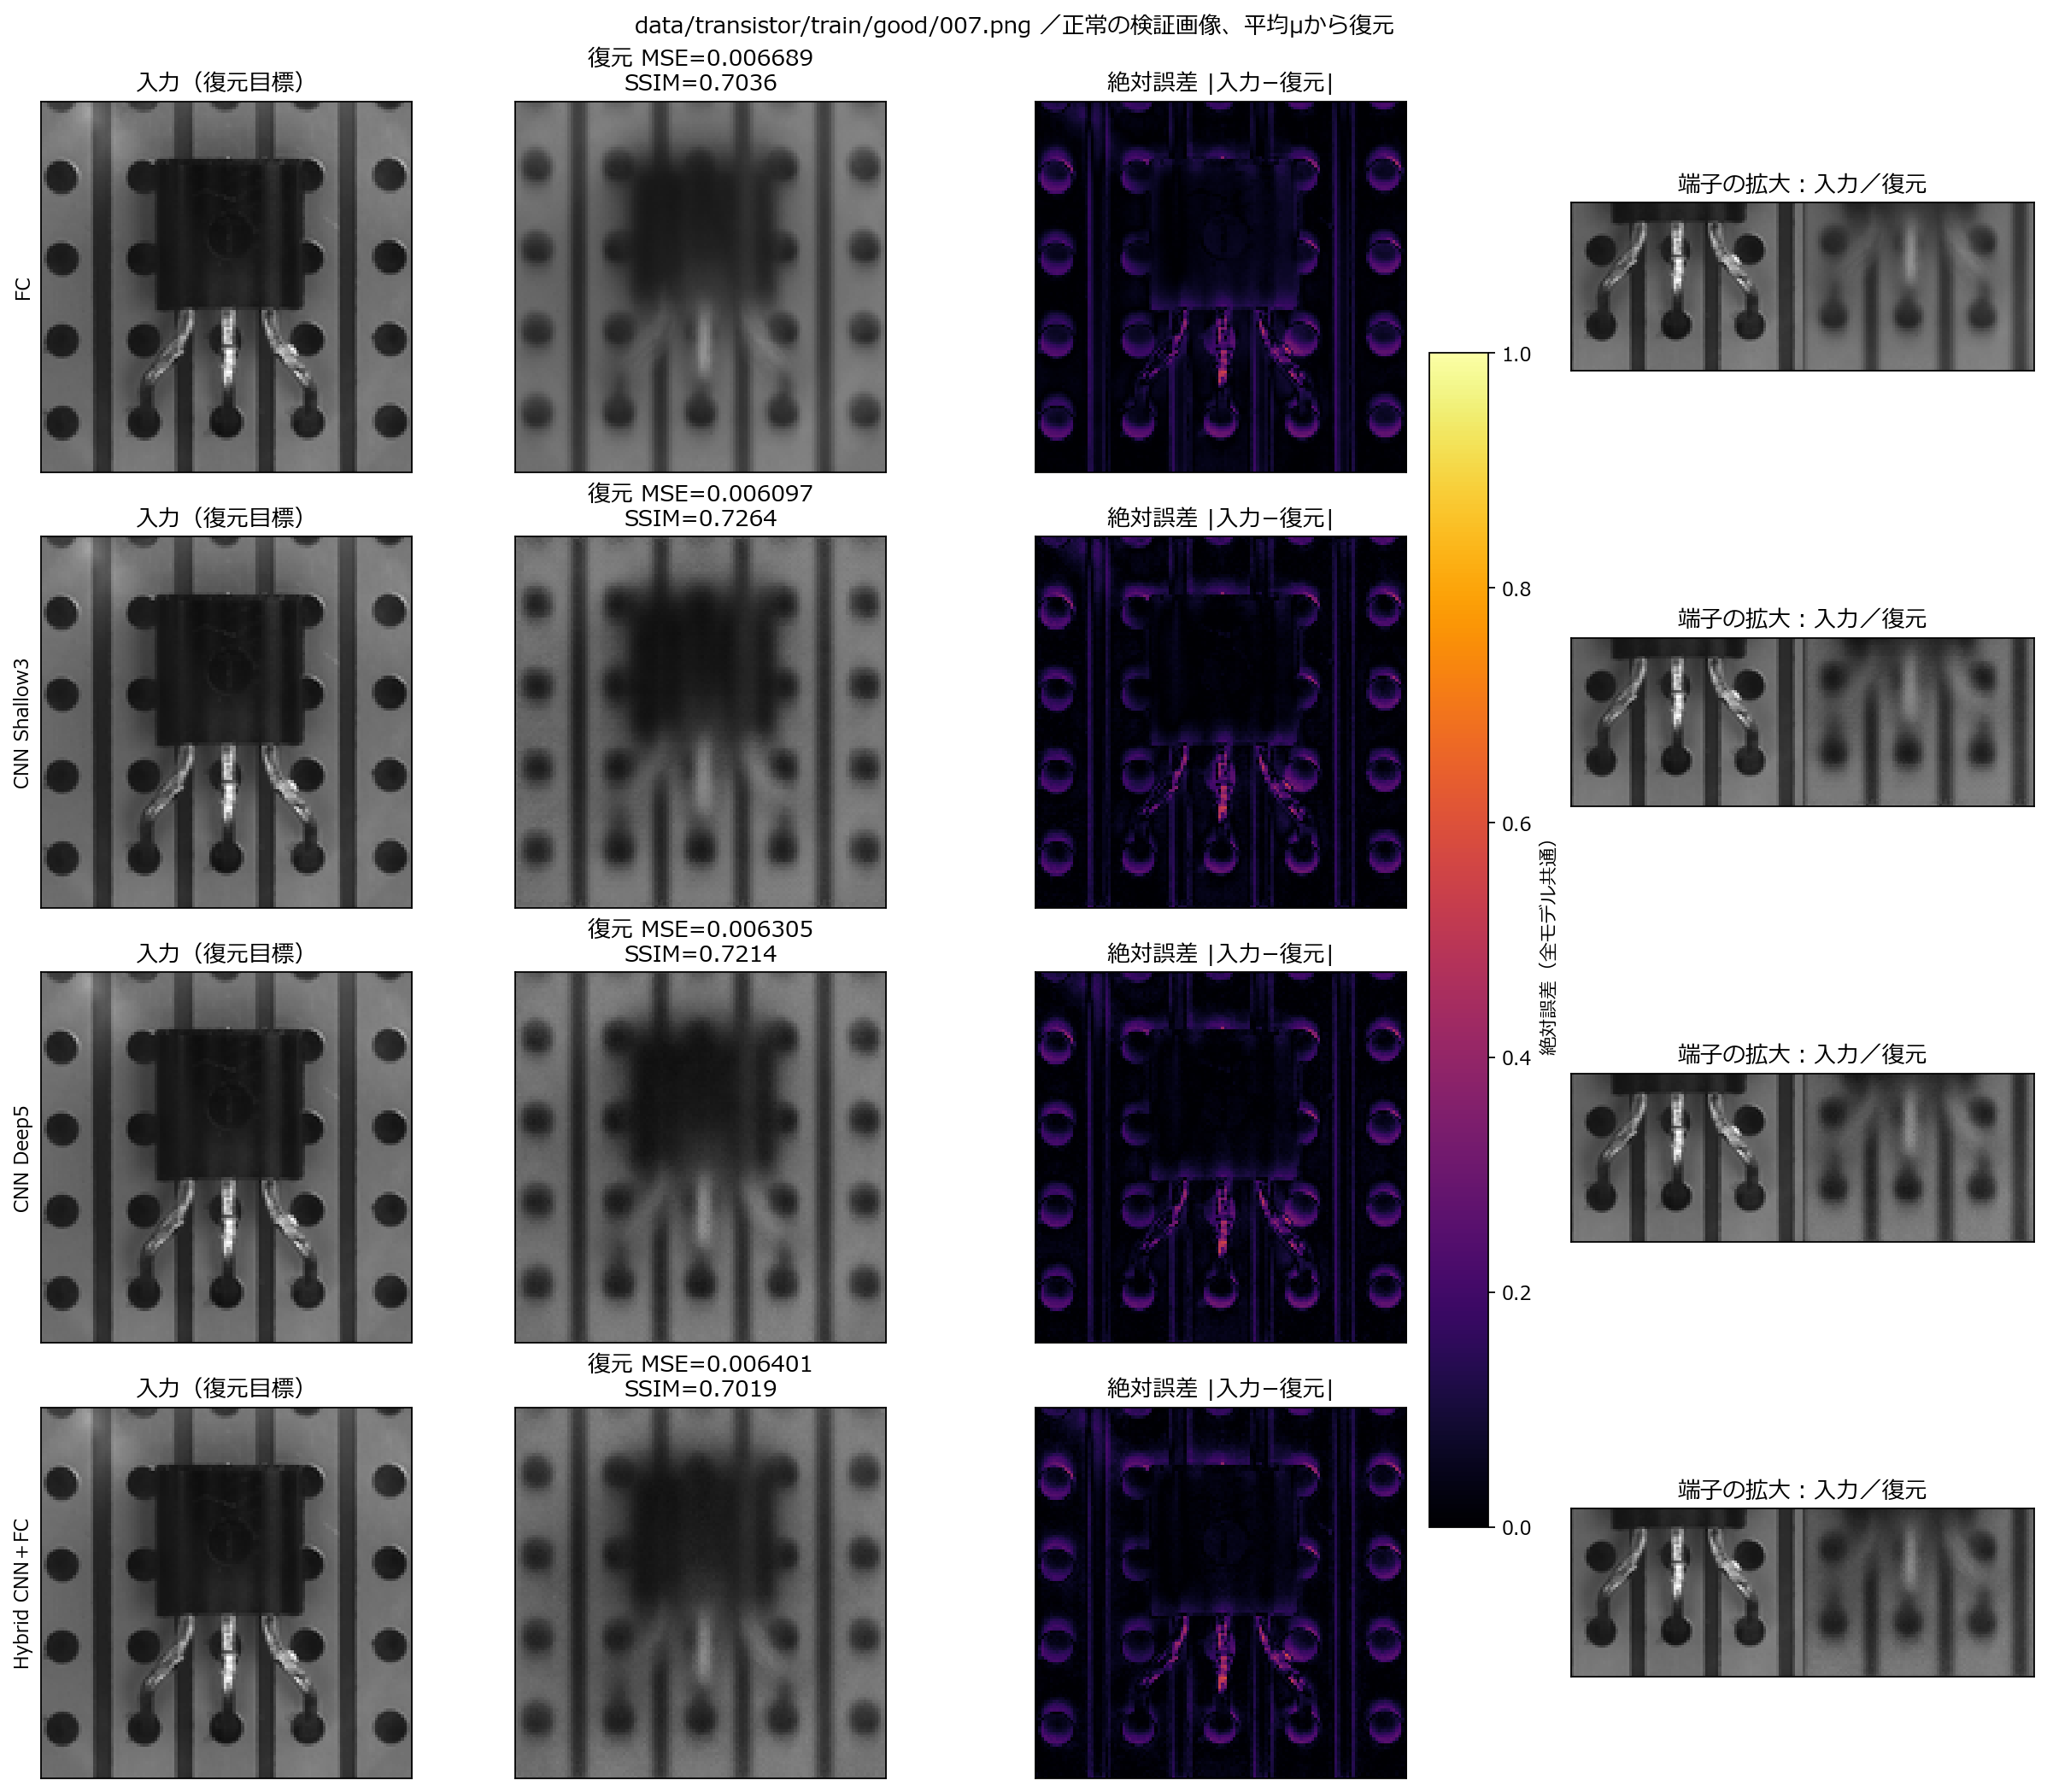 data/transistor/train/good/007.png ／正常の検証画像、平均μから復元
入力（復元目標）
復元 MSE=0.006689
SSIM=0.7036
絶対誤差 |入力−復元|
端子の拡大：入力／復元
FC
入力（復元目標）
復元 MSE=0.006097
SSIM=0.7264
絶対誤差 |入力−復元|
端子の拡大：入力／復元
CNN Shallow3
入力（復元目標）
復元 MSE=0.006305
SSIM=0.7214
絶対誤差 |入力−復元|
端子の拡大：入力／復元
CNN Deep5
入力（復元目標）
復元 MSE=0.006401
SSIM=0.7019
絶対誤差 |入力−復元|
端子の拡大：入力／復元
Hybrid CNN+FC
1.0
0.8
0.6
0.4
0.2
0.0
絶対誤差（全モデル共通）